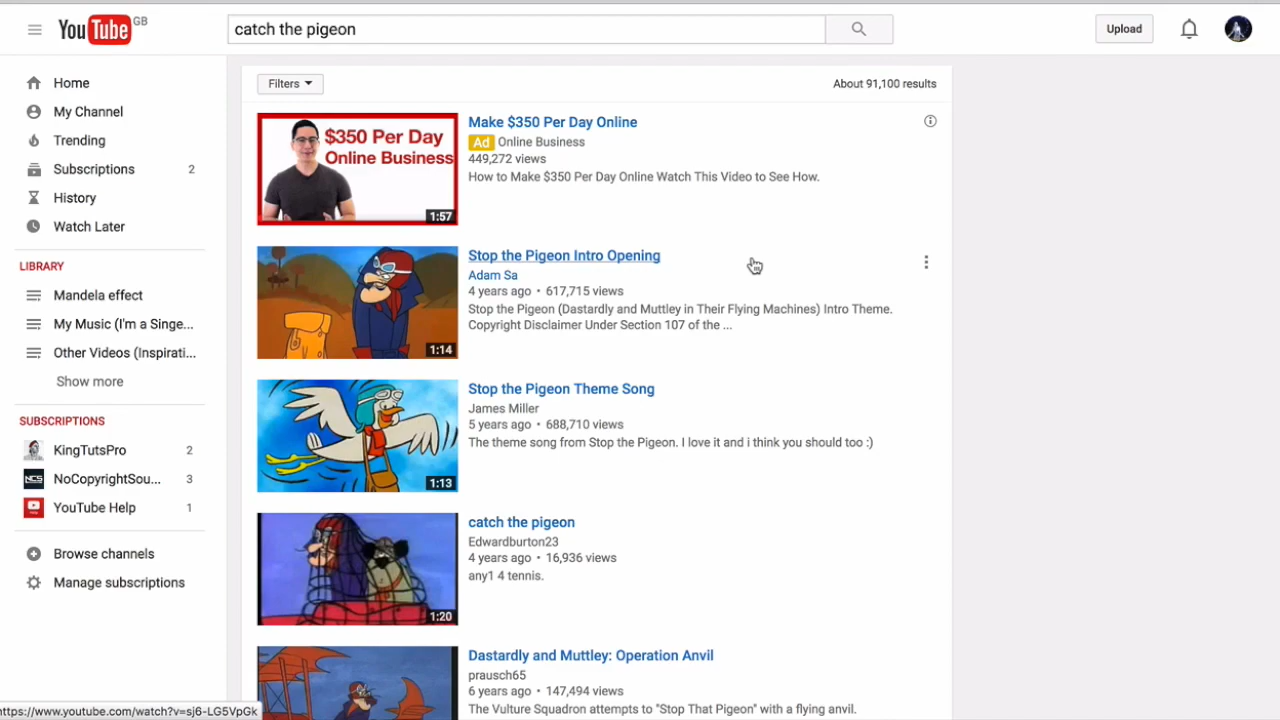 YouTube GB
catch the pigeon
Upload
Home
My Channel
Trending
Subscriptions 2
History
Watch Later
LIBRARY
Mandela effect
My Music (I'm a Singe...
Other Videos (Inspirati...
Show more
SUBSCRIPTIONS
KingTutsPro 2
NCS NoCopyrightSou... 3
YouTube Help 1
Browse channels
Manage subscriptions
Filters
About 91,100 results
$350 Per Day
Online Business
1:57
Make $350 Per Day Online
Ad Online Business
449,272 views
How to Make $350 Per Day Online Watch This Video to See How.
1:14
Stop the Pigeon Intro Opening
Adam Sa
4 years ago • 617,715 views
Stop the Pigeon (Dastardly and Muttley in Their Flying Machines) Intro Theme.
Copyright Disclaimer Under Section 107 of the ...
1:13
Stop the Pigeon Theme Song
James Miller
5 years ago • 688,710 views
The theme song from Stop the Pigeon. I love it and i think you should too :)
1:20
catch the pigeon
Edwardburton23
4 years ago • 16,936 views
any1 4 tennis.
Dastardly and Muttley: Operation Anvil
prausch65
6 years ago • 147,494 views
The Vulture Squadron attempts to "Stop That Pigeon" with a flying anvil.
https://www.youtube.com/watch?v=sj6-LG5VpGk